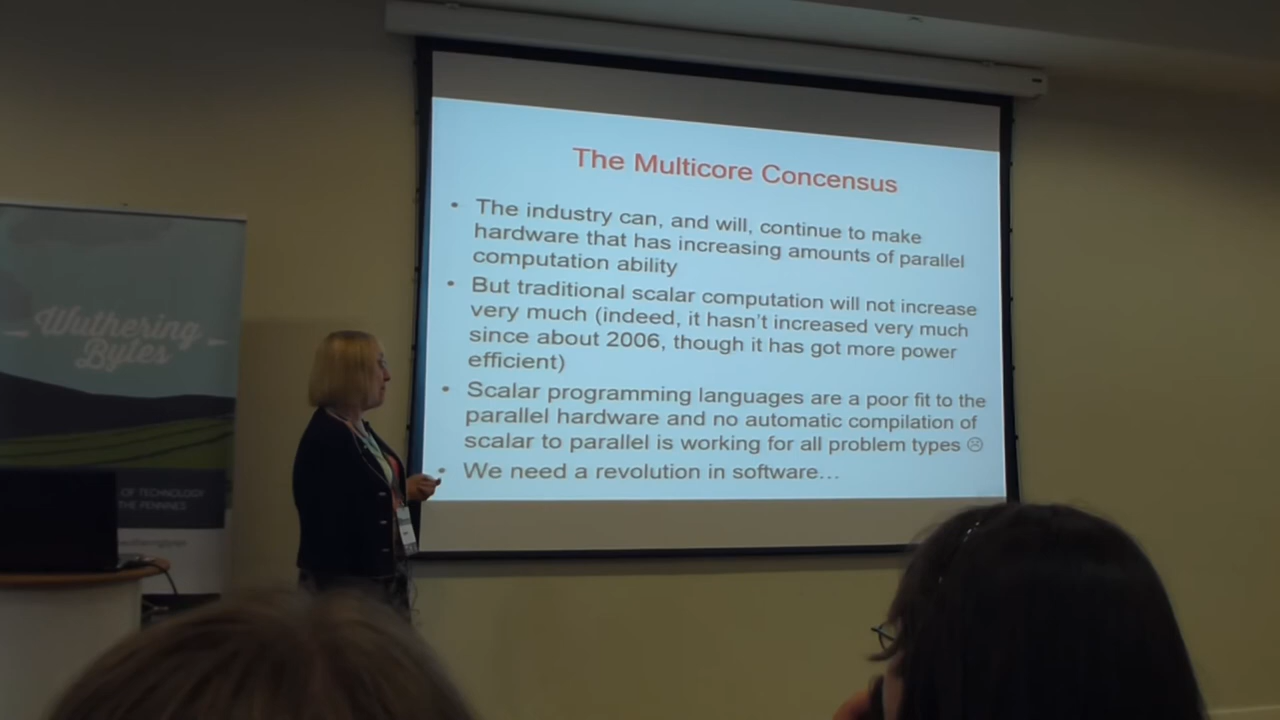 The Multicore Concensus
• The industry can, and will, continue to make
hardware that has increasing amounts of parallel
computation ability
• But traditional scalar computation will not increase
very much (indeed, it hasn't increased very much
since about 2006, though it has got more power
efficient)
• Scalar programming languages are a poor fit to the
parallel hardware and no automatic compilation of
scalar to parallel is working for all problem types ☹
• We need a revolution in software…
Wuthering
Bytes
OF TECHNOLOGY
THE PENNINES